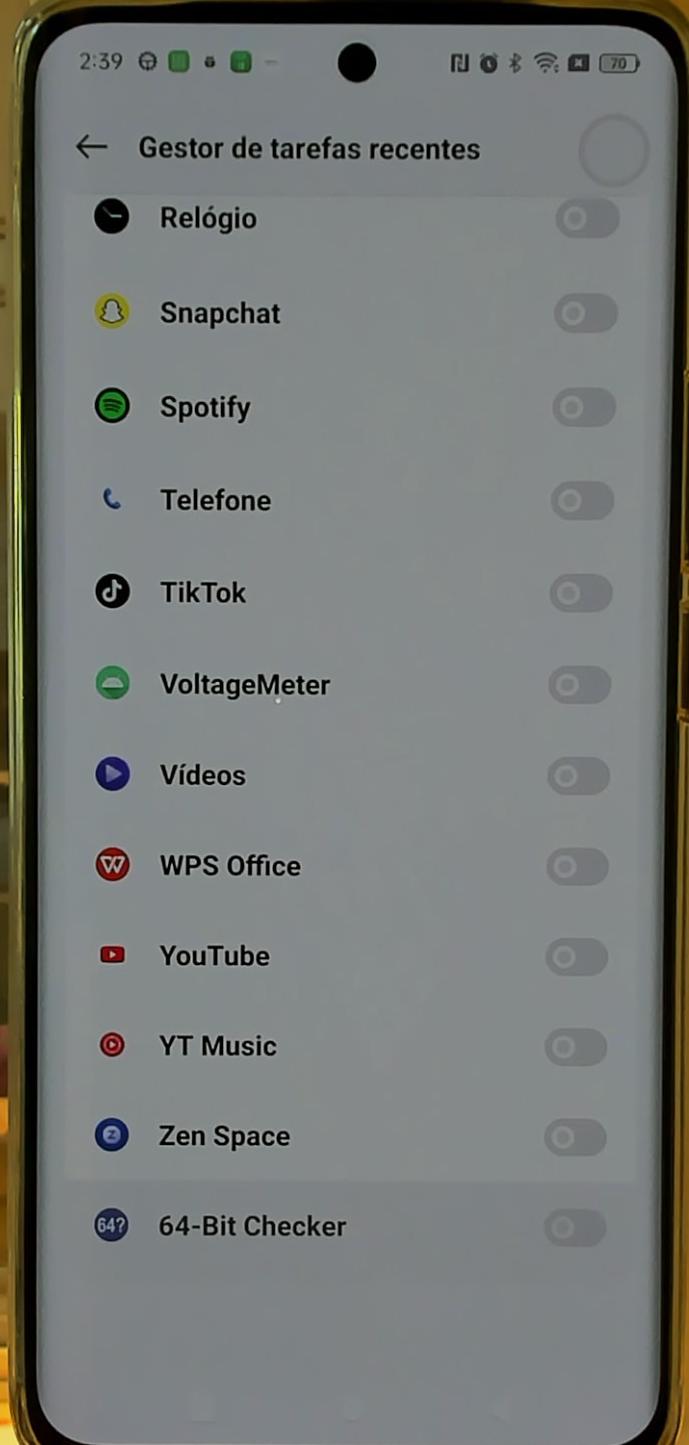 2:39 70
Gestor de tarefas recentes
Relógio
Snapchat
Spotify
Telefone
TikTok
VoltageMeter
Vídeos
WPS Office
YouTube
YT Music
Zen Space
64? 64-Bit Checker